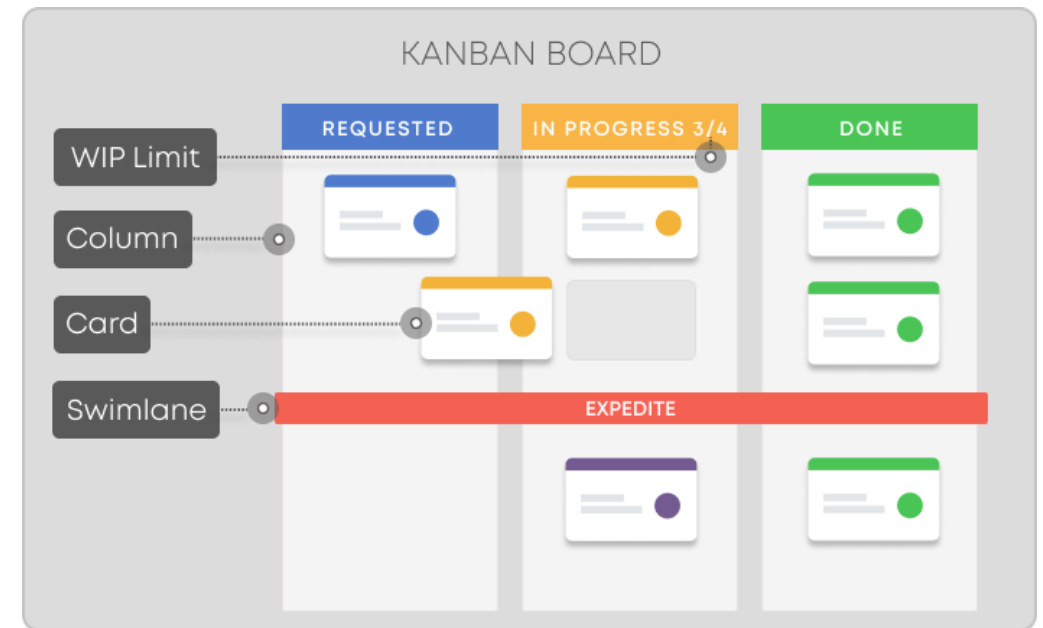 KANBAN BOARD
REQUESTED
IN PROGRESS 3/4
DONE
WIP Limit
Column
Card
Swimlane
EXPEDITE